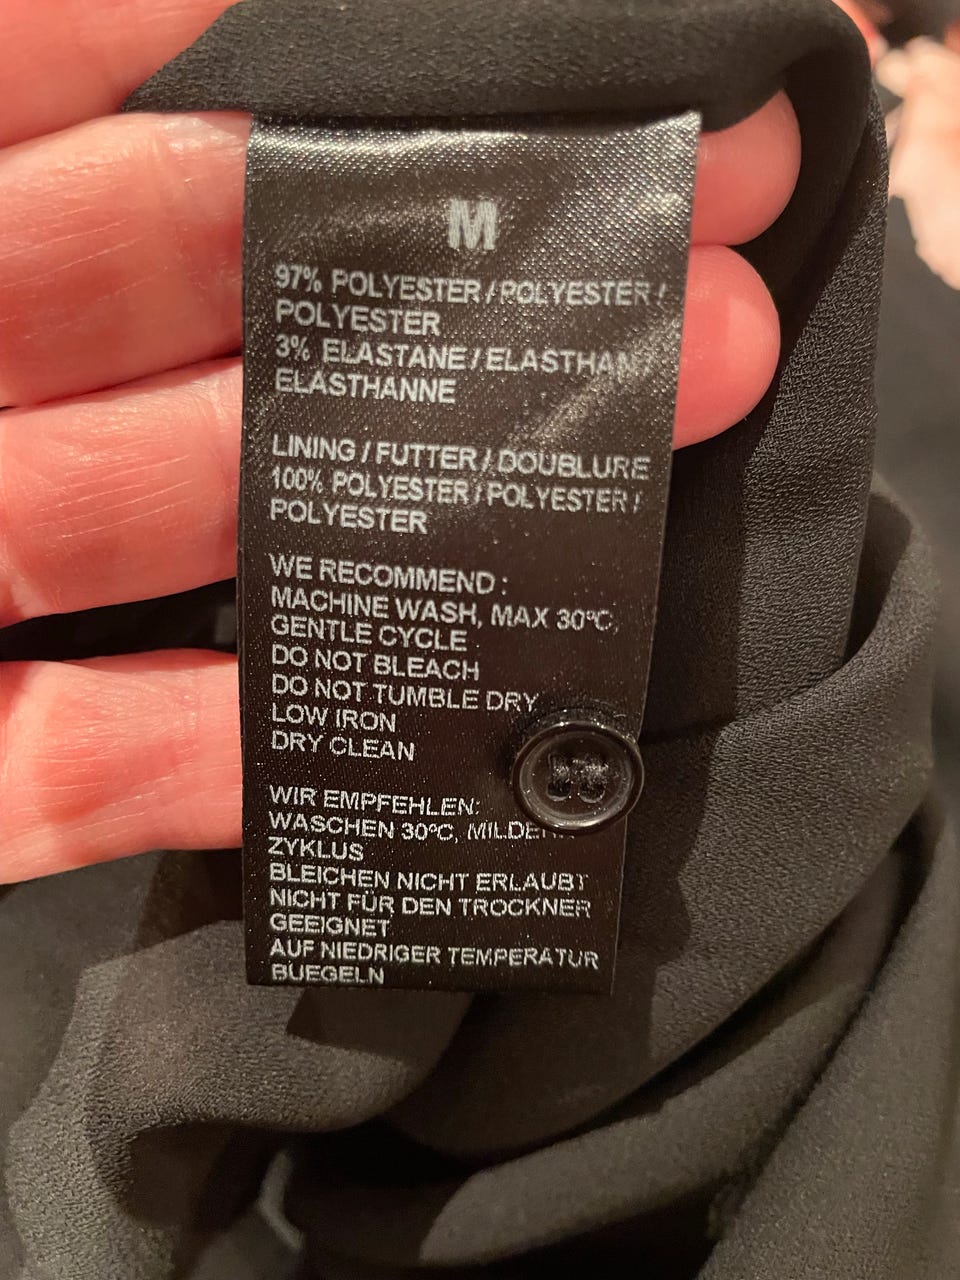 M
97% POLYESTER / POLYESTER /
POLYESTER
3% ELASTANE / ELASTHAN /
ELASTHANNE
LINING / FUTTER / DOUBLURE
100% POLYESTER / POLYESTER /
POLYESTER
WE RECOMMEND :
MACHINE WASH, MAX 30ºC,
GENTLE CYCLE
DO NOT BLEACH
DO NOT TUMBLE DRY
LOW IRON
DRY CLEAN
WIR EMPFEHLEN:
WASCHEN 30ºC,
ZYKLUS
BLEICHEN NICHT ERLAUBT
NICHT FÜR DEN TROCKNER
GEEIGNET
AUF NIEDRIGER TEMPERATUR
BUEGELN